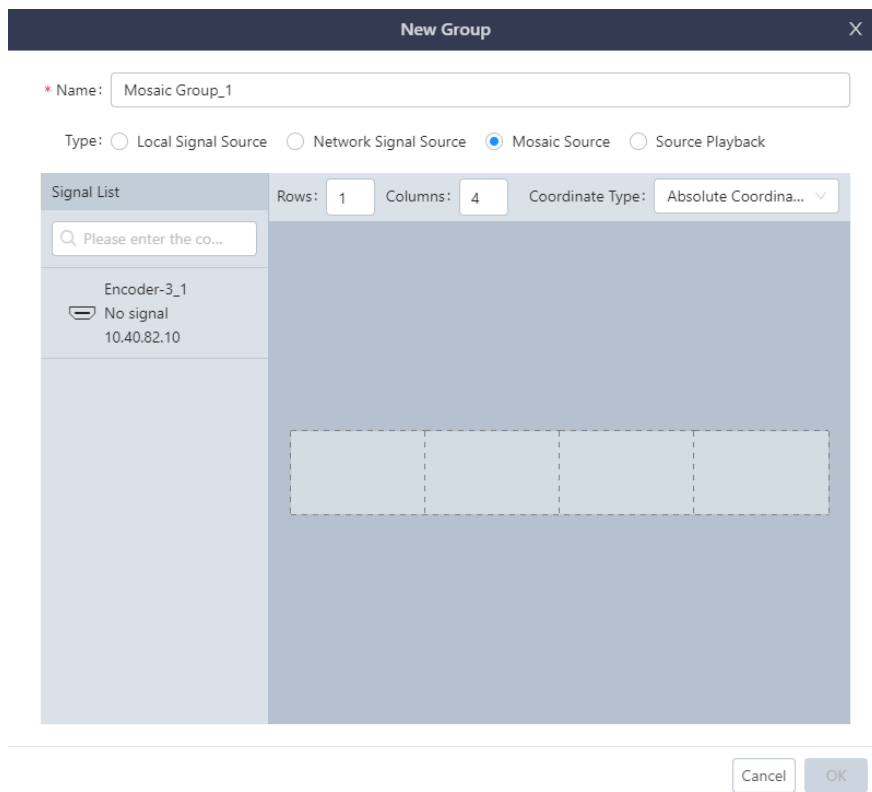 New Group X
* Name: Mosaic Group_1
Type: Local Signal Source Network Signal Source Mosaic Source Source Playback
Signal List
Rows: 1 Columns: 4 Coordinate Type: Absolute Coordina...
Please enter the co...
Encoder-3_1
No signal
10.40.82.10
Cancel OK